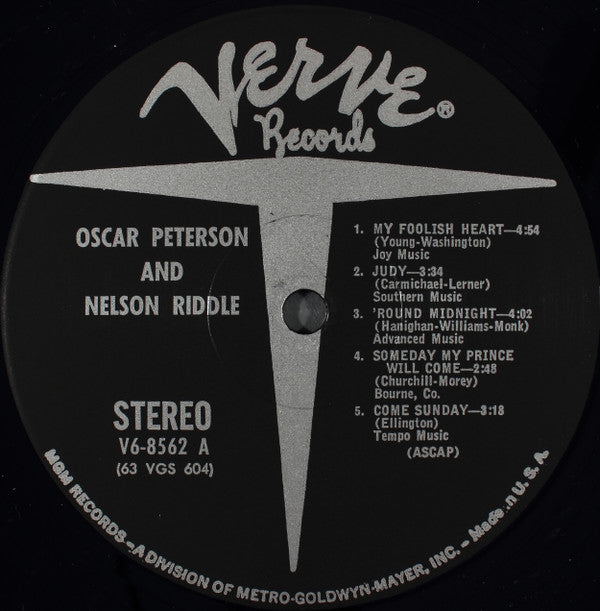 Verve®
Records
OSCAR PETERSON
AND
NELSON RIDDLE
STEREO
V6-8562 A
(63 VGS 604)
1. MY FOOLISH HEART—4:54
(Young-Washington)
Joy Music
2. JUDY—3:34
(Carmichael-Lerner)
Southern Music
3. 'ROUND MIDNIGHT—4:02
(Hanighan-Williams-Monk)
Advanced Music
4. SOMEDAY MY PRINCE
WILL COME—2:48
(Churchill-Morey)
Bourne, Co.
5. COME SUNDAY—3:18
(Ellington)
Tempo Music
(ASCAP)
MGM RECORDS–A DIVISION OF METRO-GOLDWYN-MAYER, INC. – Made in U. S. A.